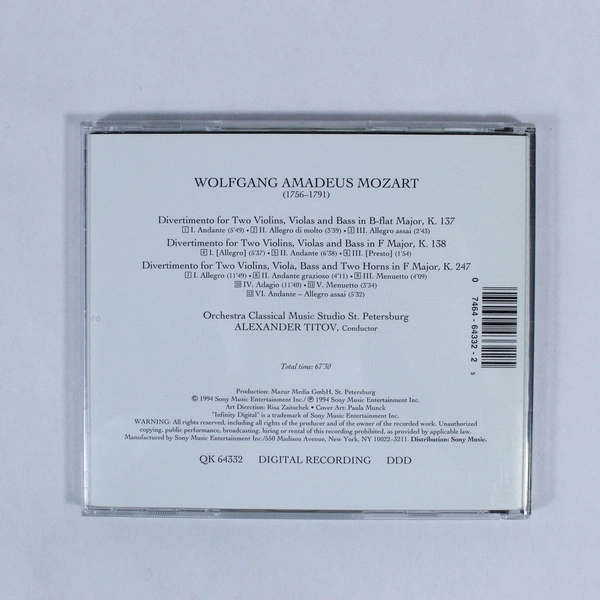 WOLFGANG AMADEUS MOZART
(1756–1791)
Divertimento for Two Violins, Violas and Bass in B-flat Major, K. 137
1 I. Andante (5'49) • 2 II. Allegro di molto (3'39) • 3 III. Allegro assai (2'43)
Divertimento for Two Violins, Violas and Bass in F Major, K. 138
4 I. [Allegro] (5'37) • 5 II. Andante (6'38) • 6 III. [Presto] (1'54)
Divertimento for Two Violins, Viola, Bass and Two Horns in F Major, K. 247
7 I. Allegro (11'49) • 8 II. Andante grazioso (4'11) • 9 III. Menuetto (4'09)
10 IV. Adagio (11'40) • 11 V. Menuetto (3'34)
12 VI. Andante – Allegro assai (5'32)
Orchestra Classical Music Studio St. Petersburg
ALEXANDER TITOV, Conductor
Total time: 67'30
Production: Mazur Media GmbH, St. Petersburg
© 1994 Sony Music Entertainment Inc./ ℗ 1994 Sony Music Entertainment Inc.
Art Direction: Risa Zaitschek • Cover Art: Paula Munck
"Infinity Digital" is a trademark of Sony Music Entertainment Inc.
WARNING: All rights reserved, including all rights of the producer and of the owner of the recorded work. Unauthorized
copying, public performance, broadcasting, hiring or rental of this recording prohibited, as provided by applicable law.
Manufactured by Sony Music Entertainment Inc./550 Madison Avenue, New York, NY 10022–3211. Distribution: Sony Music.
QK 64332 DIGITAL RECORDING DDD
0 7464-64332-2 5